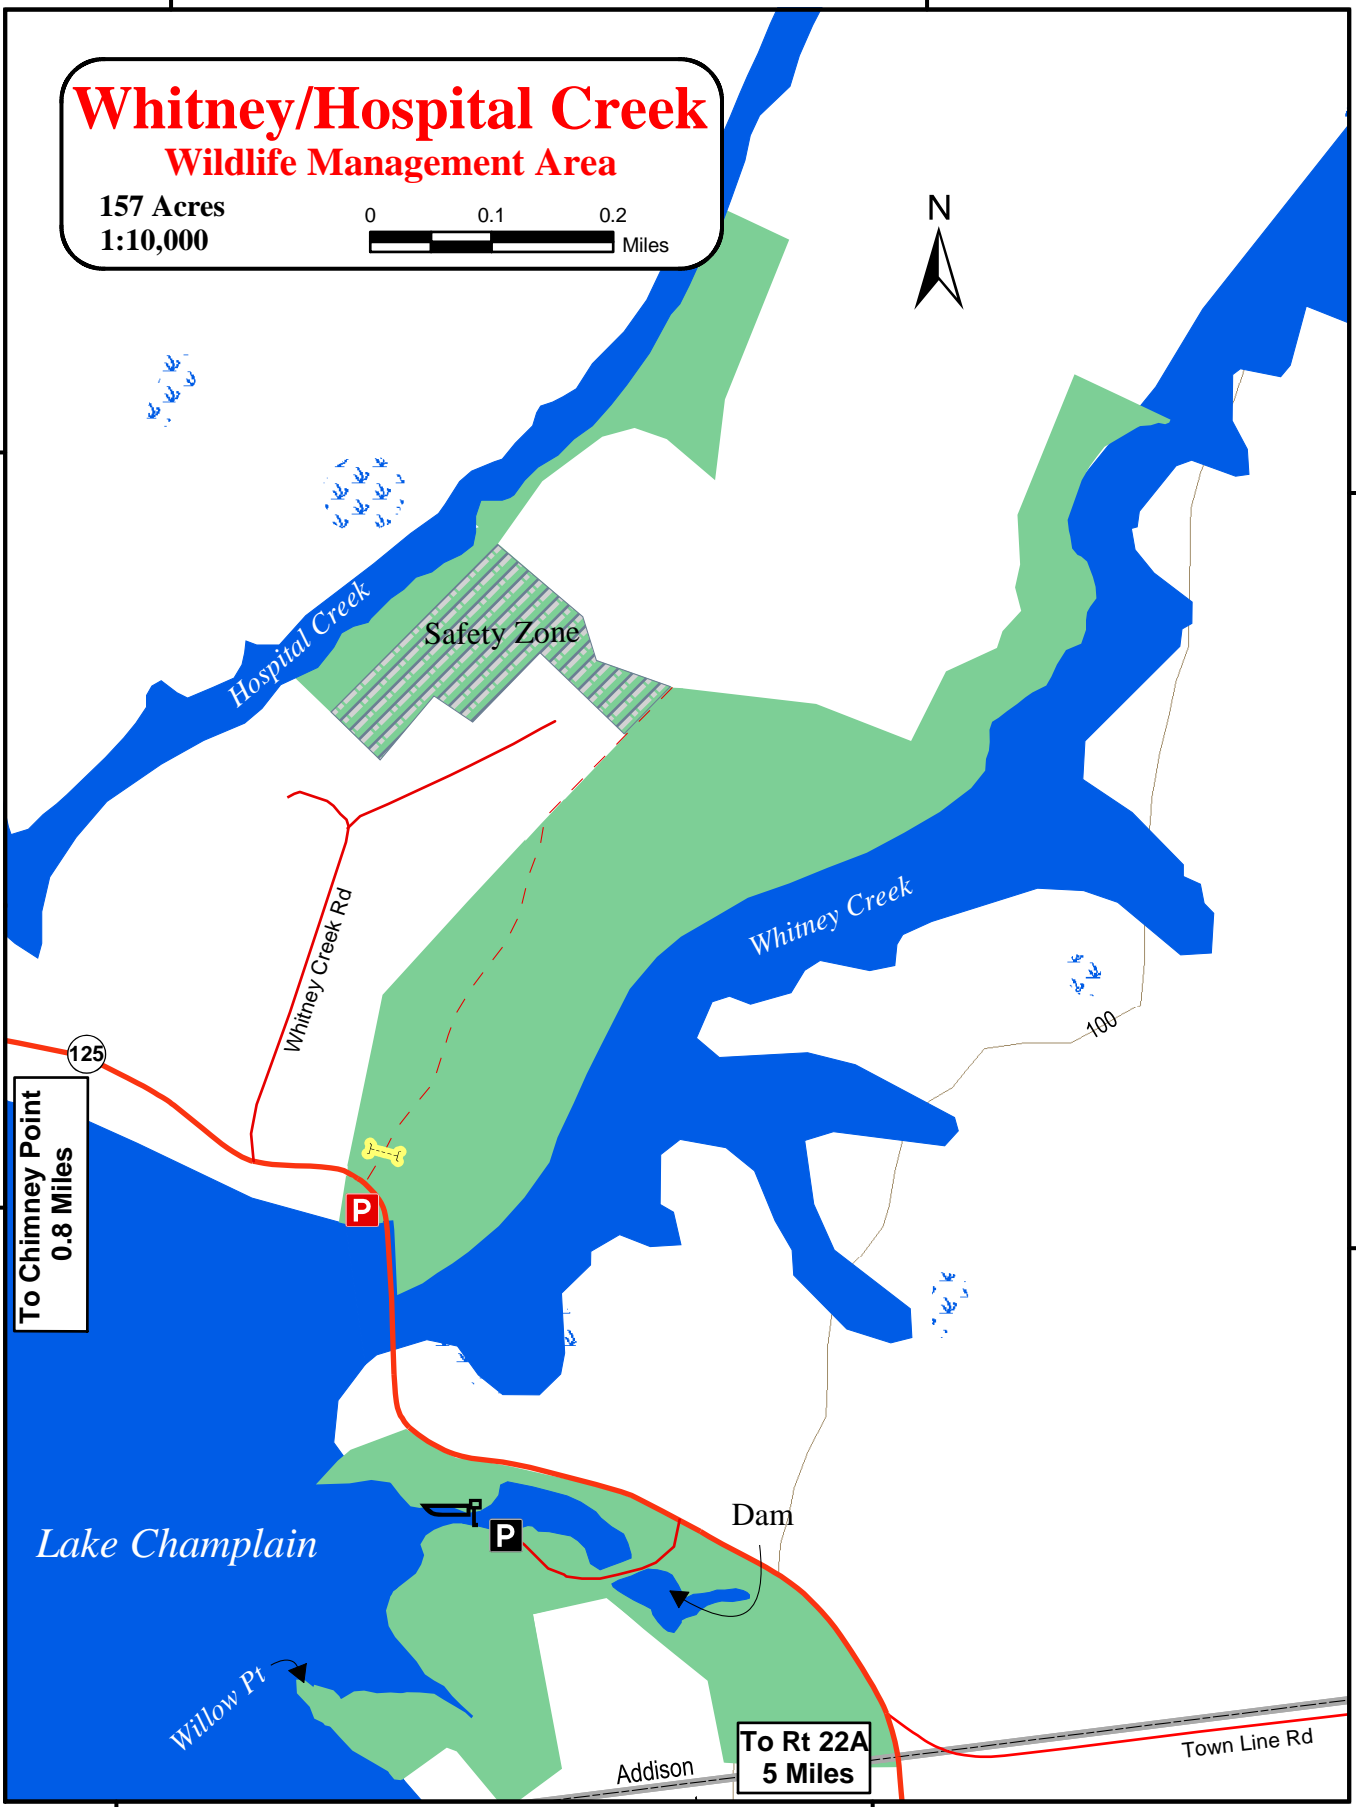 Whitney/Hospital Creek
Wildlife Management Area
157 Acres
1:10,000
0 0.1 0.2
Miles
N
Hospital Creek
Safety Zone
Whitney Creek Rd
Whitney Creek
100
125
To Chimney Point
0.8 Miles
P
Lake Champlain
P
Dam
Willow Pt
To Rt 22A
5 Miles
Addison
Town Line Rd